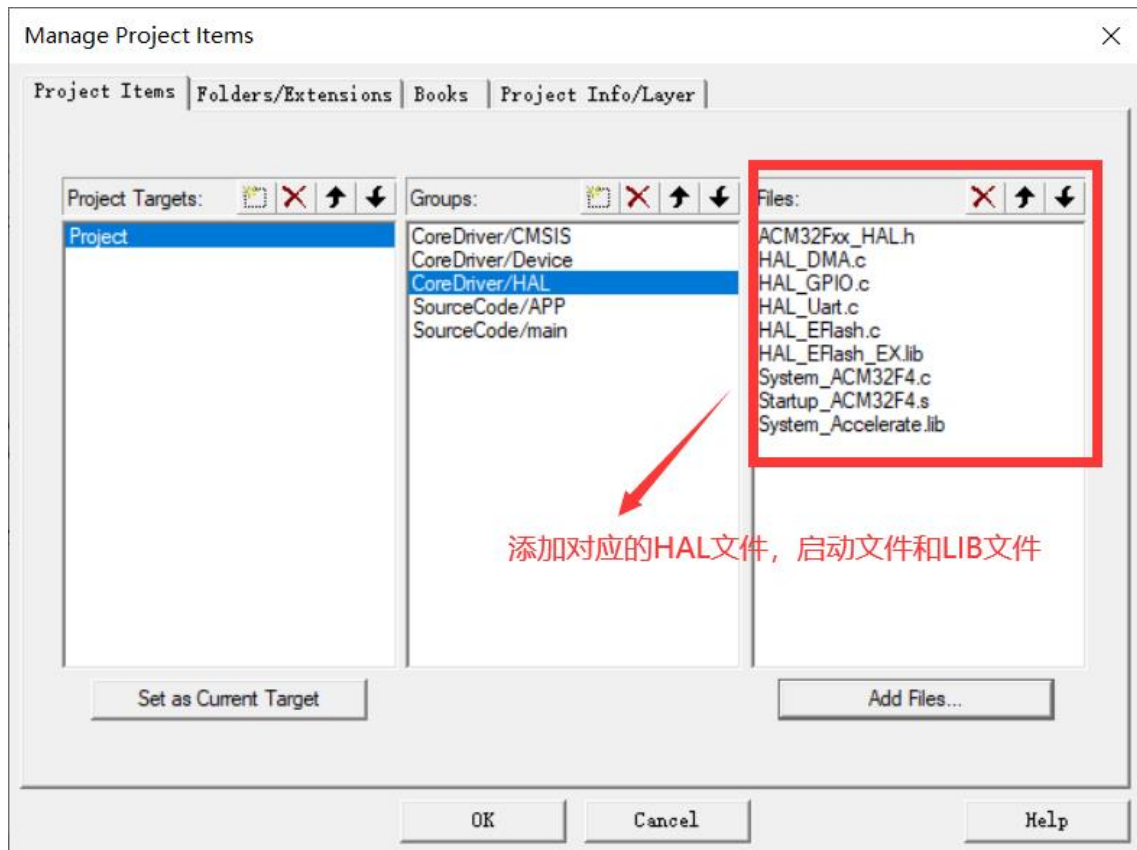 Manage Project Items
Project Items Folders/Extensions Books Project Info/Layer
Project Targets:
Project
Set as Current Target
Groups:
CoreDriver/CMSIS
CoreDriver/Device
CoreDriver/HAL
SourceCode/APP
SourceCode/main
Files:
ACM32Fxx_HAL.h
HAL_DMA.c
HAL_GPIO.c
HAL_Uart.c
HAL_EFlash.c
HAL_EFlash_EX.lib
System_ACM32F4.c
Startup_ACM32F4.s
System_Accelerate.lib
添加对应的HAL文件，启动文件和LIB文件
Add Files...
OK Cancel Help